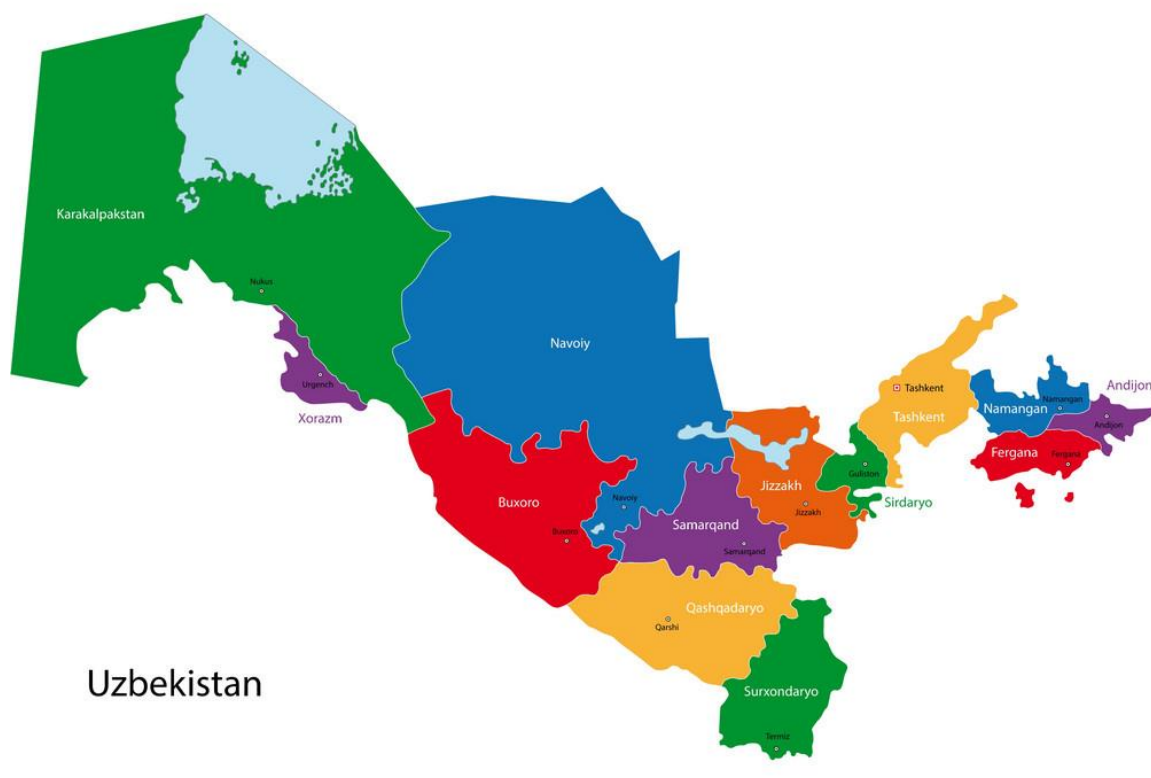 Karakalpakstan
Nukus
Urgench
Xorazm
Navoiy
Tashkent
Tashkent
Namangan
Namangan
Andijon
Andijon
Fergana
Fergana
Guliston
Sirdaryo
Jizzakh
Jizzakh
Buxoro
Buxoro
Navoiy
Samarqand
Samarqand
Qashqadaryo
Qarshi
Surxondaryo
Termiz
Uzbekistan